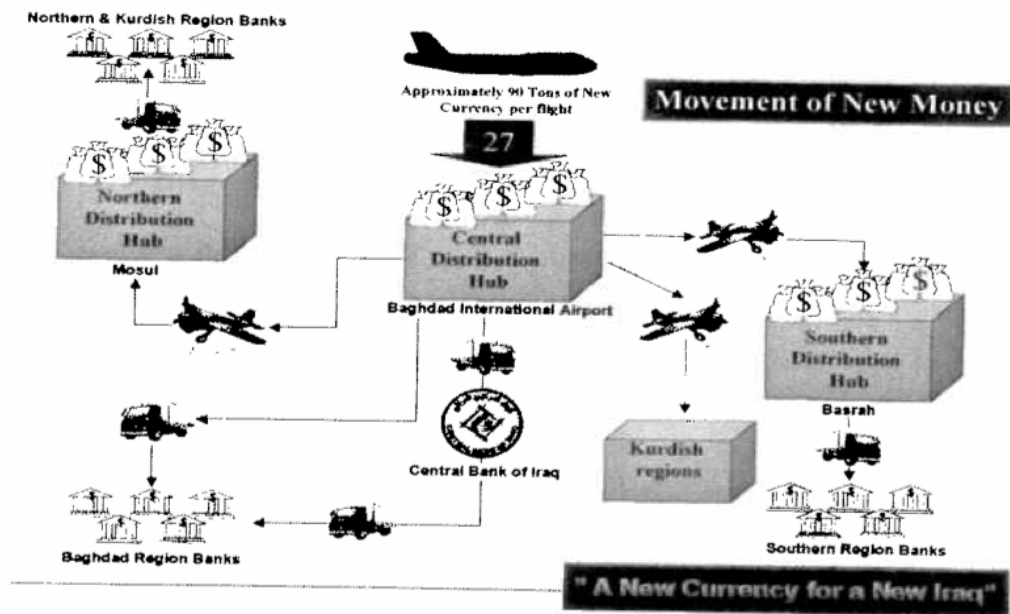 Northern & Kurdish Region Banks
Approximately 90 Tons of New
Currency per flight
27
Movement of New Money
$ $ $
Northern
Distribution
Hub
Mosul
$ $ $
Central
Distribution
Hub
Baghdad International Airport
$ $ $
Southern
Distribution
Hub
Basrah
Kurdish
regions
Central Bank of Iraq
Baghdad Region Banks
Southern Region Banks
" A New Currency for a New Iraq"